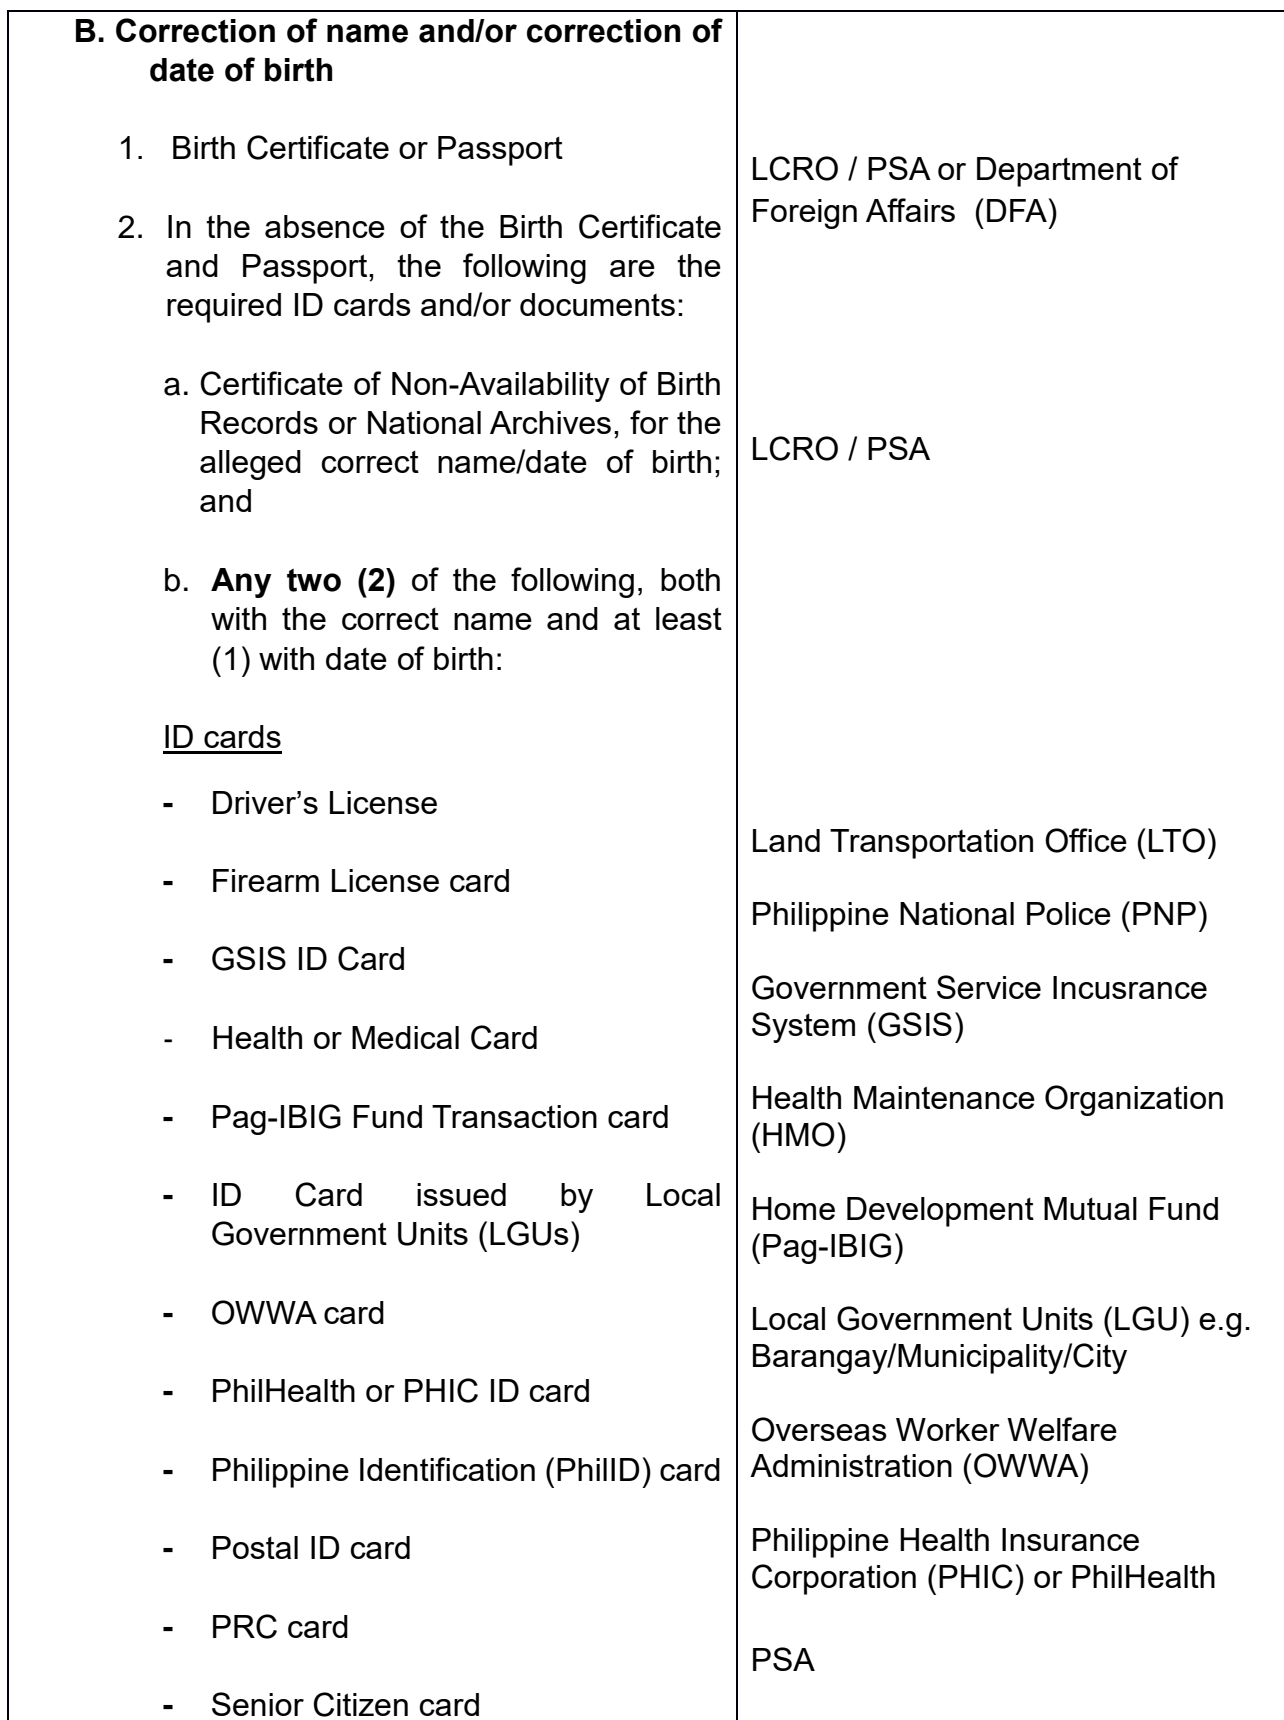 B. Correction of name and/or correction of
date of birth
1. Birth Certificate or Passport
2. In the absence of the Birth Certificate
and Passport, the following are the
required ID cards and/or documents:
a. Certificate of Non-Availability of Birth
Records or National Archives, for the
alleged correct name/date of birth;
and
b. Any two (2) of the following, both
with the correct name and at least
(1) with date of birth:
ID cards
- Driver’s License
- Firearm License card
- GSIS ID Card
- Health or Medical Card
- Pag-IBIG Fund Transaction card
- ID Card issued by Local
Government Units (LGUs)
- OWWA card
- PhilHealth or PHIC ID card
- Philippine Identification (PhilID) card
- Postal ID card
- PRC card
- Senior Citizen card
LCRO / PSA or Department of
Foreign Affairs (DFA)
LCRO / PSA
Land Transportation Office (LTO)
Philippine National Police (PNP)
Government Service Incusrance
System (GSIS)
Health Maintenance Organization
(HMO)
Home Development Mutual Fund
(Pag-IBIG)
Local Government Units (LGU) e.g.
Barangay/Municipality/City
Overseas Worker Welfare
Administration (OWWA)
Philippine Health Insurance
Corporation (PHIC) or PhilHealth
PSA